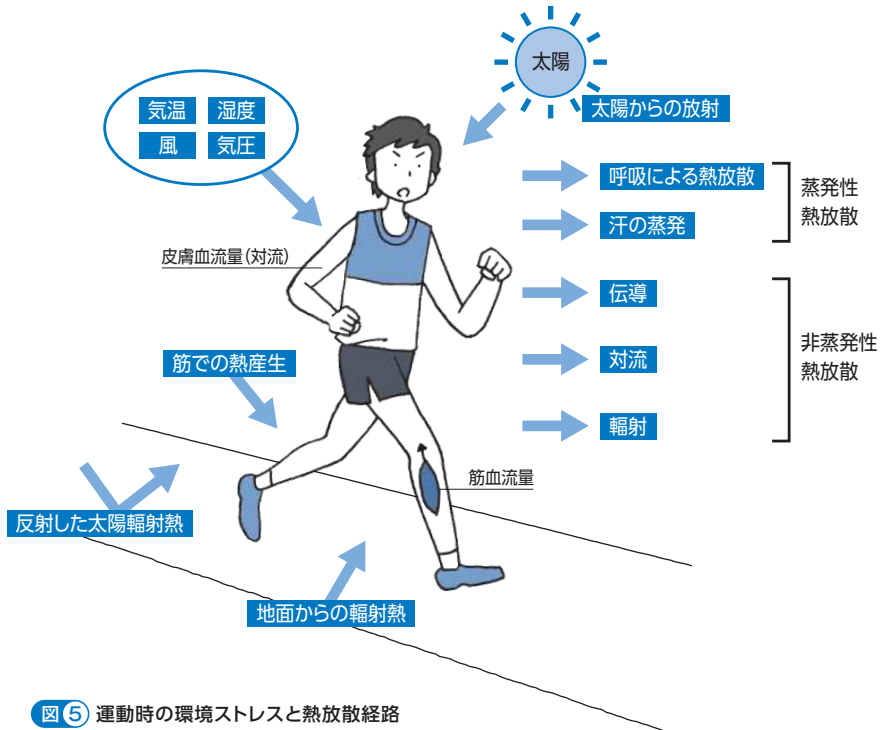 太陽
太陽からの放射
気温 湿度
風 気圧
呼吸による熱放散
汗の蒸発
蒸発性
熱放散
皮膚血流量(対流)
伝導
対流
輻射
非蒸発性
熱放散
筋での熱産生
筋血流量
反射した太陽輻射熱
地面からの輻射熱
図5 運動時の環境ストレスと熱放散経路